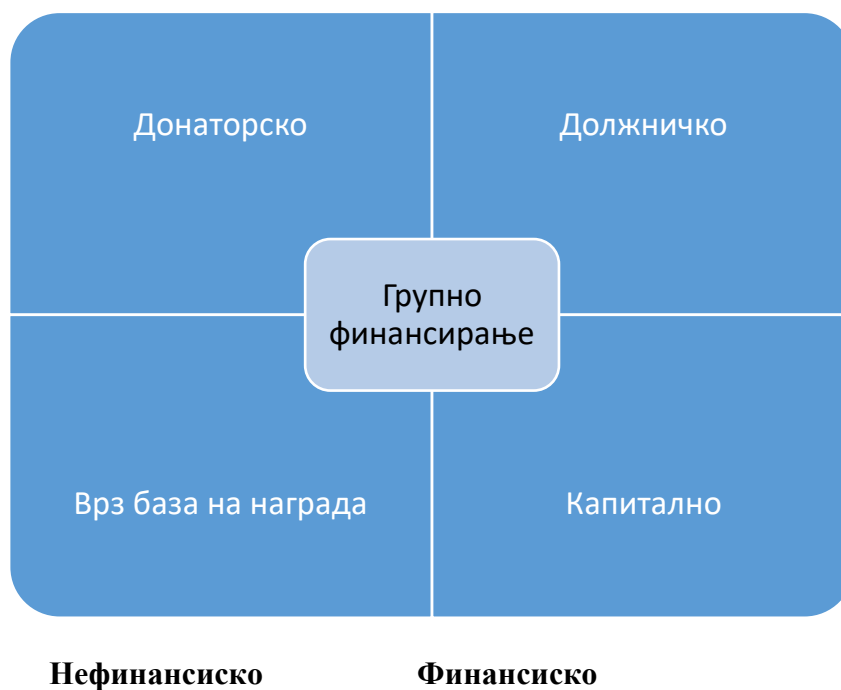 Донаторско
Должничко
Групно
финансирање
Врз база на награда
Капитално
Нефинансиско
Финансиско